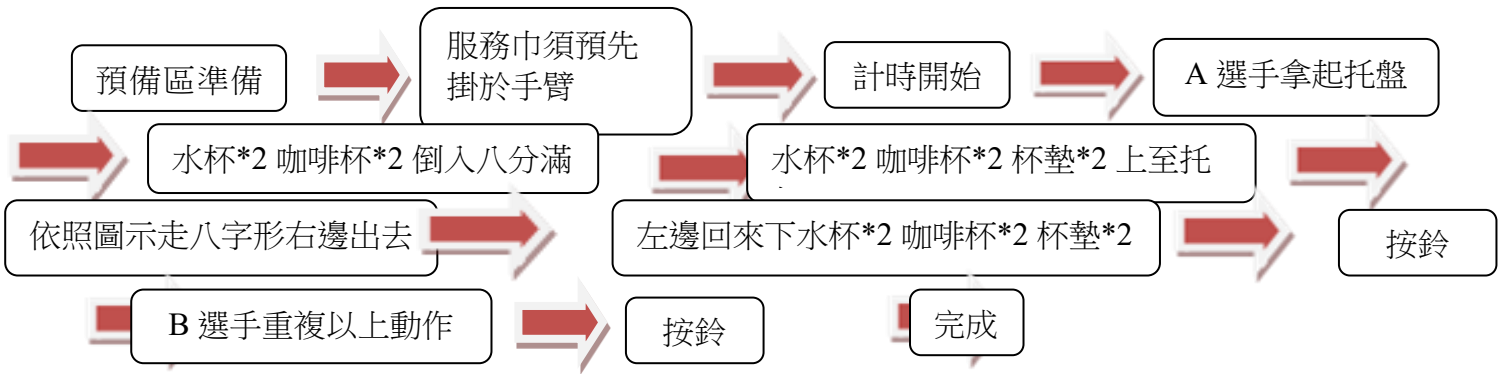 預備區準備
服務巾須預先
掛於手臂
計時開始
A 選手拿起托盤
水杯*2 咖啡杯*2 倒入八分滿
水杯*2 咖啡杯*2 杯墊*2 上至托
依照圖示走八字形右邊出去
左邊回來下水杯*2 咖啡杯*2 杯墊*2
按鈴
B 選手重複以上動作
按鈴
完成